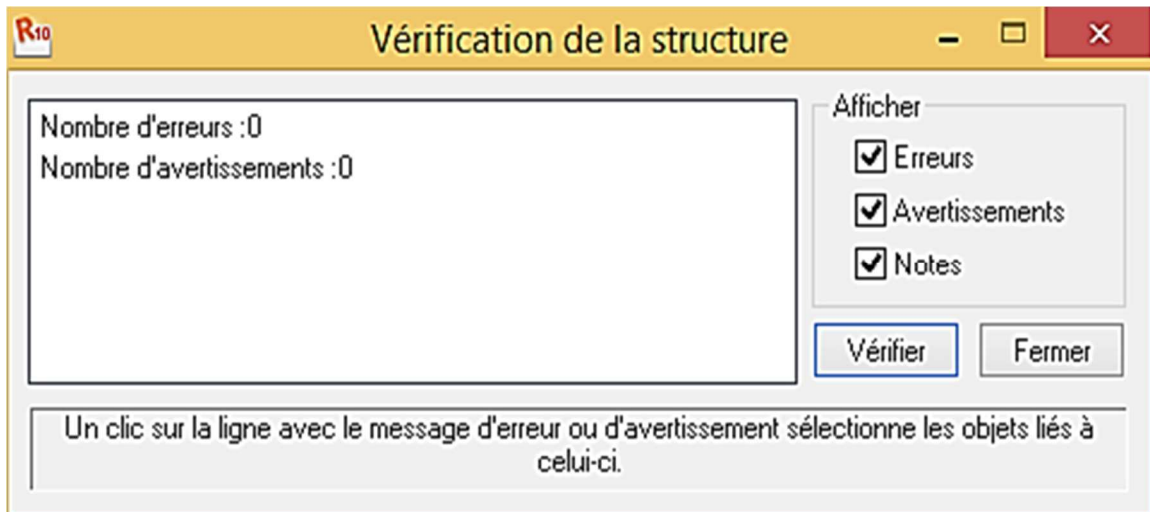 R10
Vérification de la structure
Nombre d'erreurs :0
Nombre d'avertissements :0
Afficher
Erreurs
Avertissements
Notes
Vérifier
Fermer
Un clic sur la ligne avec le message d'erreur ou d'avertissement sélectionne les objets liés à
celui-ci.